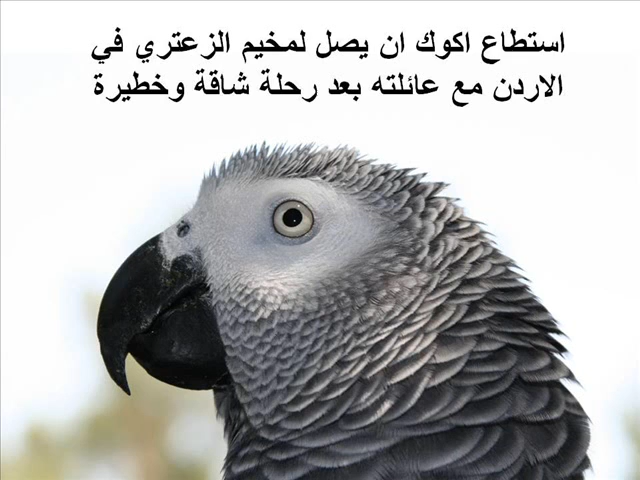 استطاع اكوك ان يصل لمخيم الزعتري في
الاردن مع عائلته بعد رحلة شاقة وخطيرة